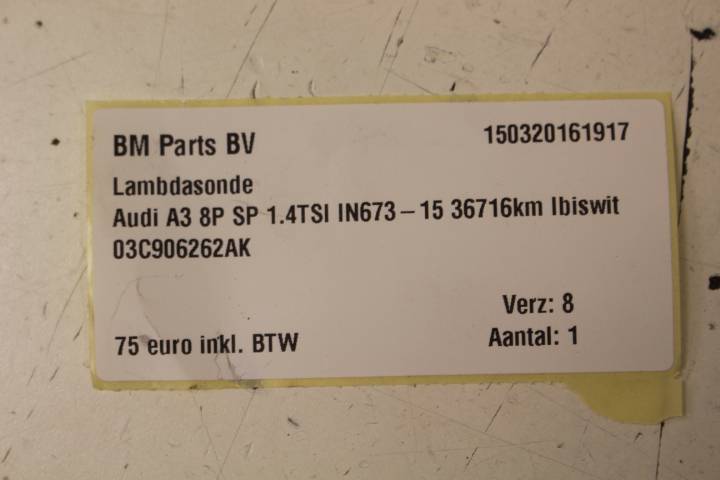 BM Parts BV 150320161917
Lambdasonde
Audi A3 8P SP 1.4TSI IN673-15 36716km Ibiswit
03C906262AK
Verz: 8
75 euro inkl. BTW Aantal: 1